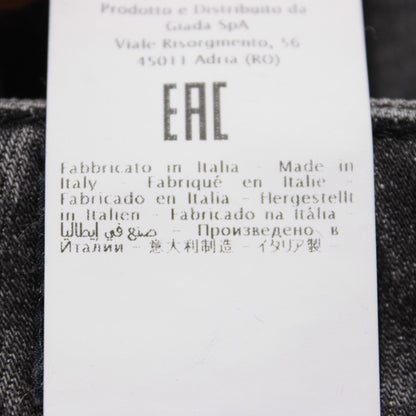 Prodotto e Distribuito da
Giada SpA
Viale Risorgimento, 56
45011 Adria (RO)
EAC
Fabbricato in Italia - Made in
Italy - Fabriqué en Italie -
Fabricado en Italia - Hergestellt
in Italien - Fabricado na Itália -
صنع في إيطاليا - Произведено в
Италии - 意大利制造 - イタリア製 -